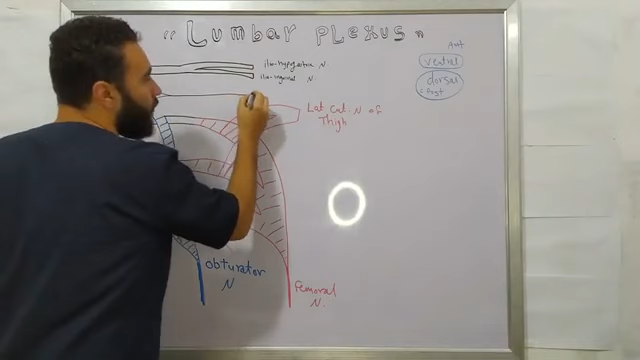 " Lumbar PLexus "
Ant
ventral
dorsal
= Post
ilio-hypogastric N.
ilio-inguinal N.
Lat. Cut. N of
Thigh
obturator
N
Femoral
N.